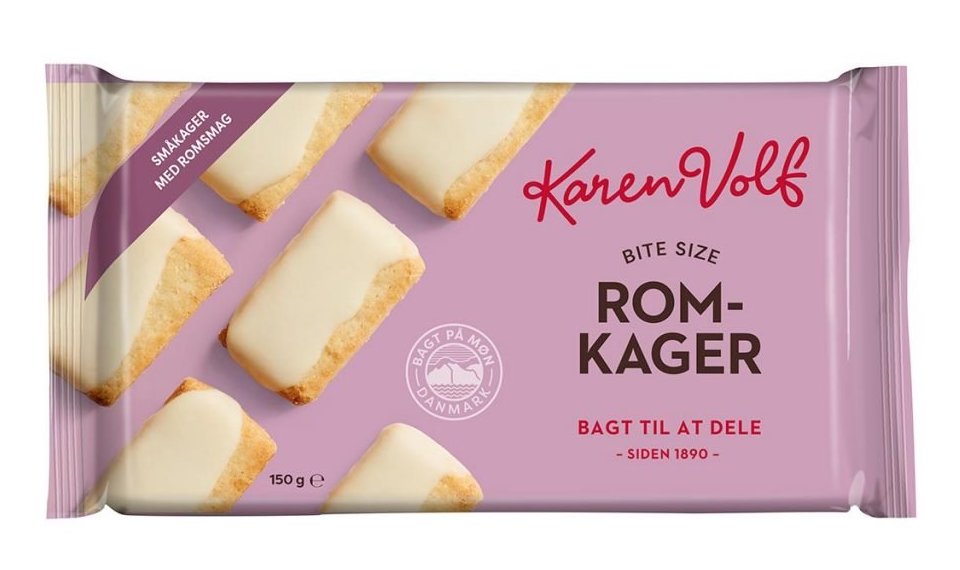 SMÅKAGER
MED ROMSMAG
Karen Volf
BITE SIZE
ROM-
KAGER
BAGT PÅ MØN
DANMARK
BAGT TIL AT DELE
- SIDEN 1890 -
150 g ℮